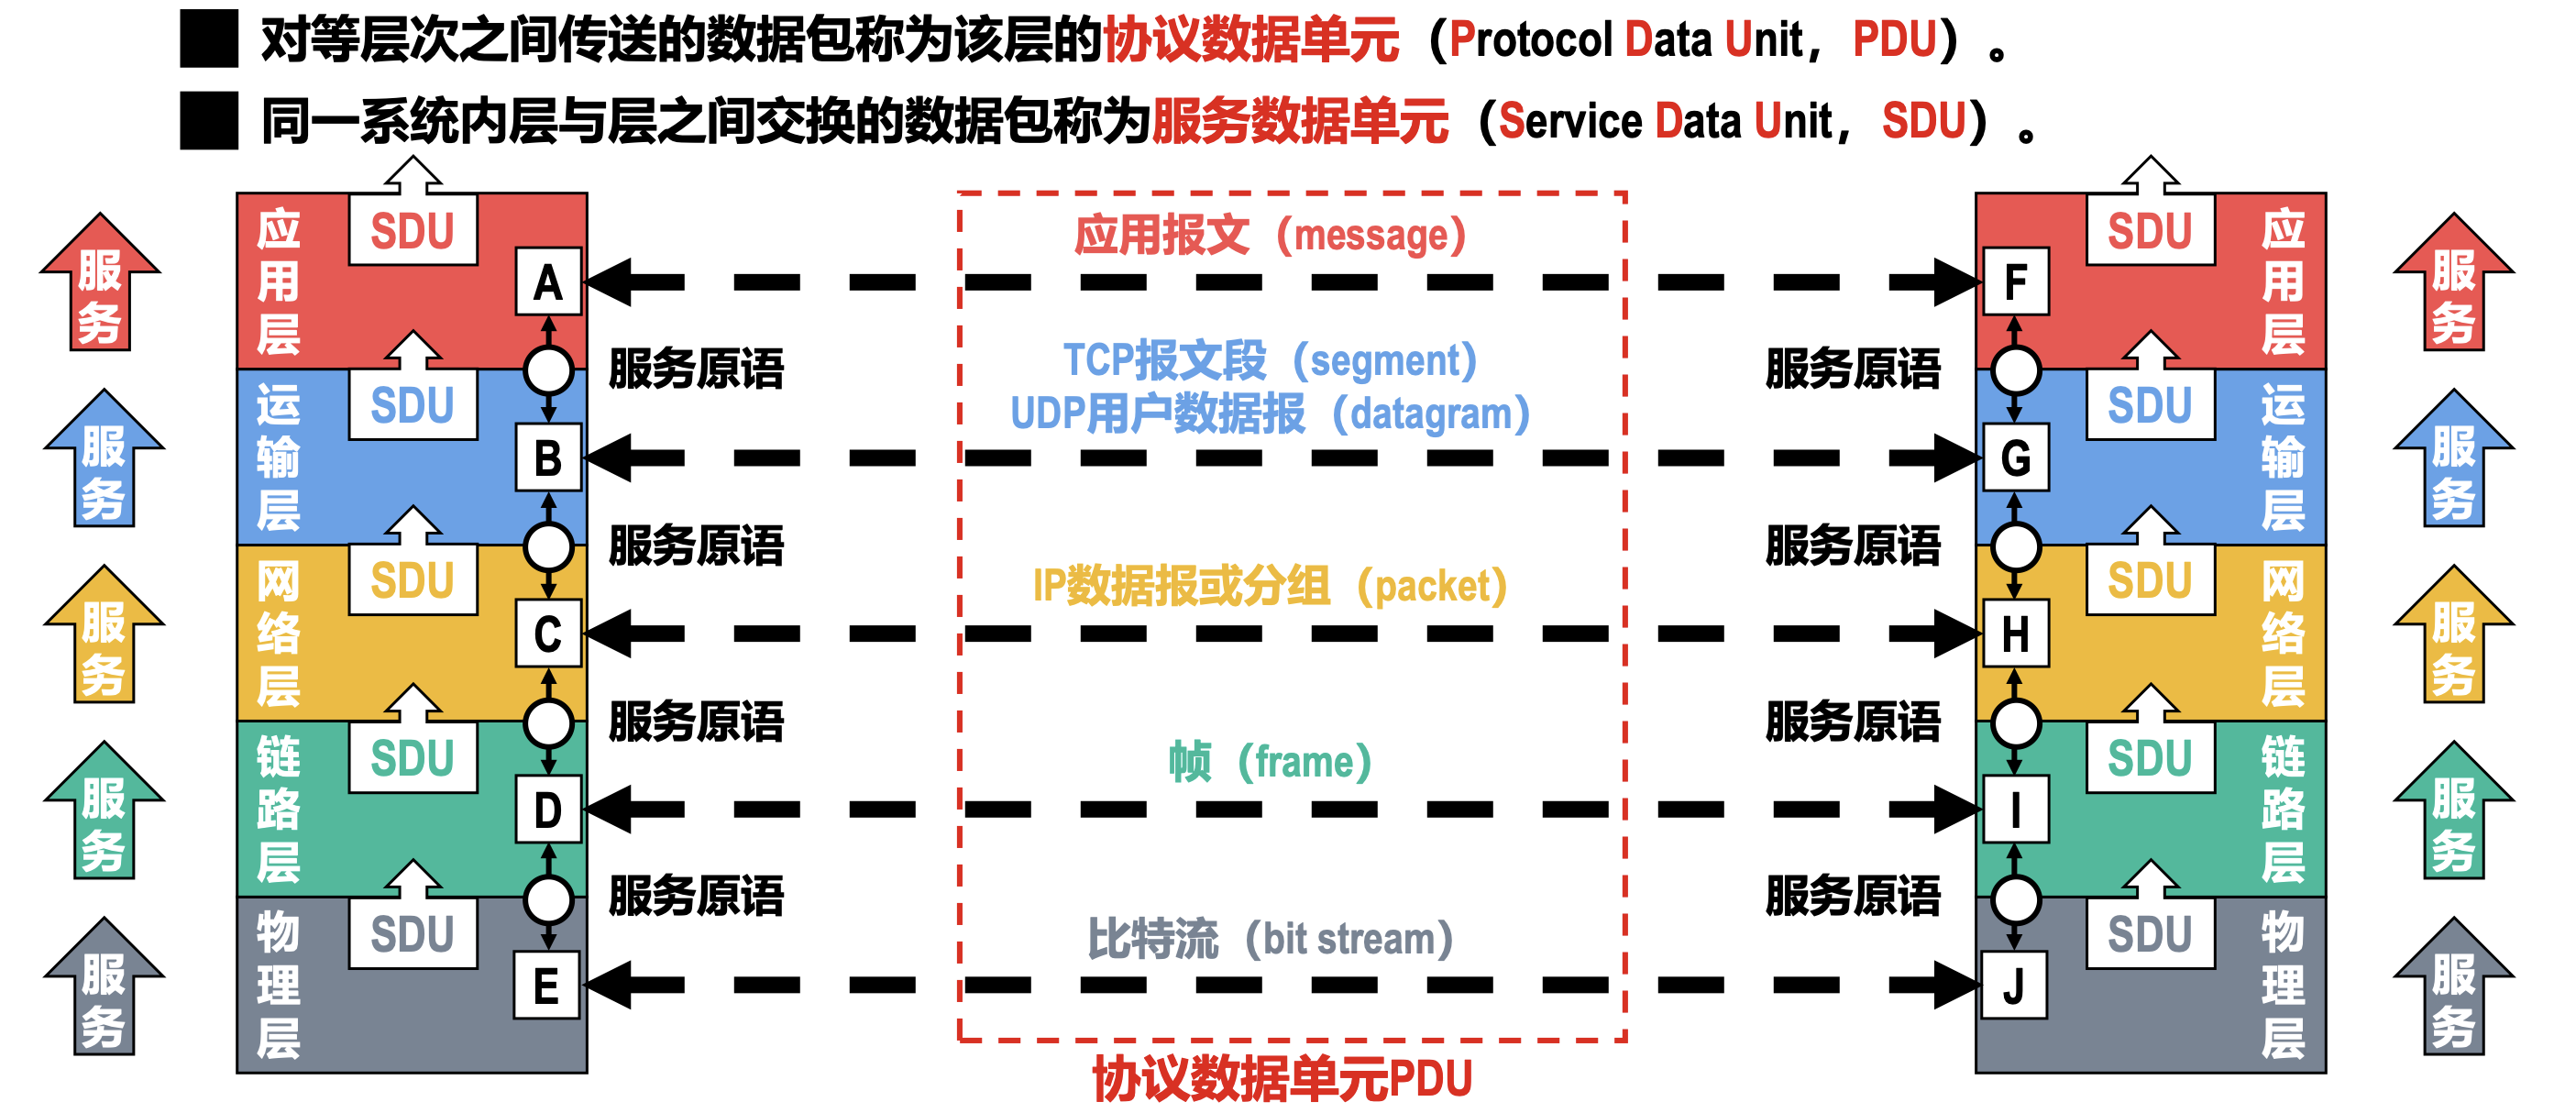 对等层次之间传送的数据包称为该层的协议数据单元（Protocol Data Unit，PDU）。
同一系统内层与层之间交换的数据包称为服务数据单元（Service Data Unit，SDU）。
服务
应用层
SDU
A
应用报文（message）
F
SDU
应用层
服务
服务原语
TCP报文段（segment）
服务原语
服务
运输层
SDU
B
UDP用户数据报（datagram）
G
SDU
运输层
服务
服务原语
服务原语
服务
网络层
SDU
C
IP数据报或分组（packet）
H
SDU
网络层
服务
服务原语
服务原语
服务
链路层
SDU
D
帧（frame）
I
SDU
链路层
服务
服务原语
服务原语
服务
物理层
SDU
E
比特流（bit stream）
J
SDU
物理层
服务
协议数据单元PDU